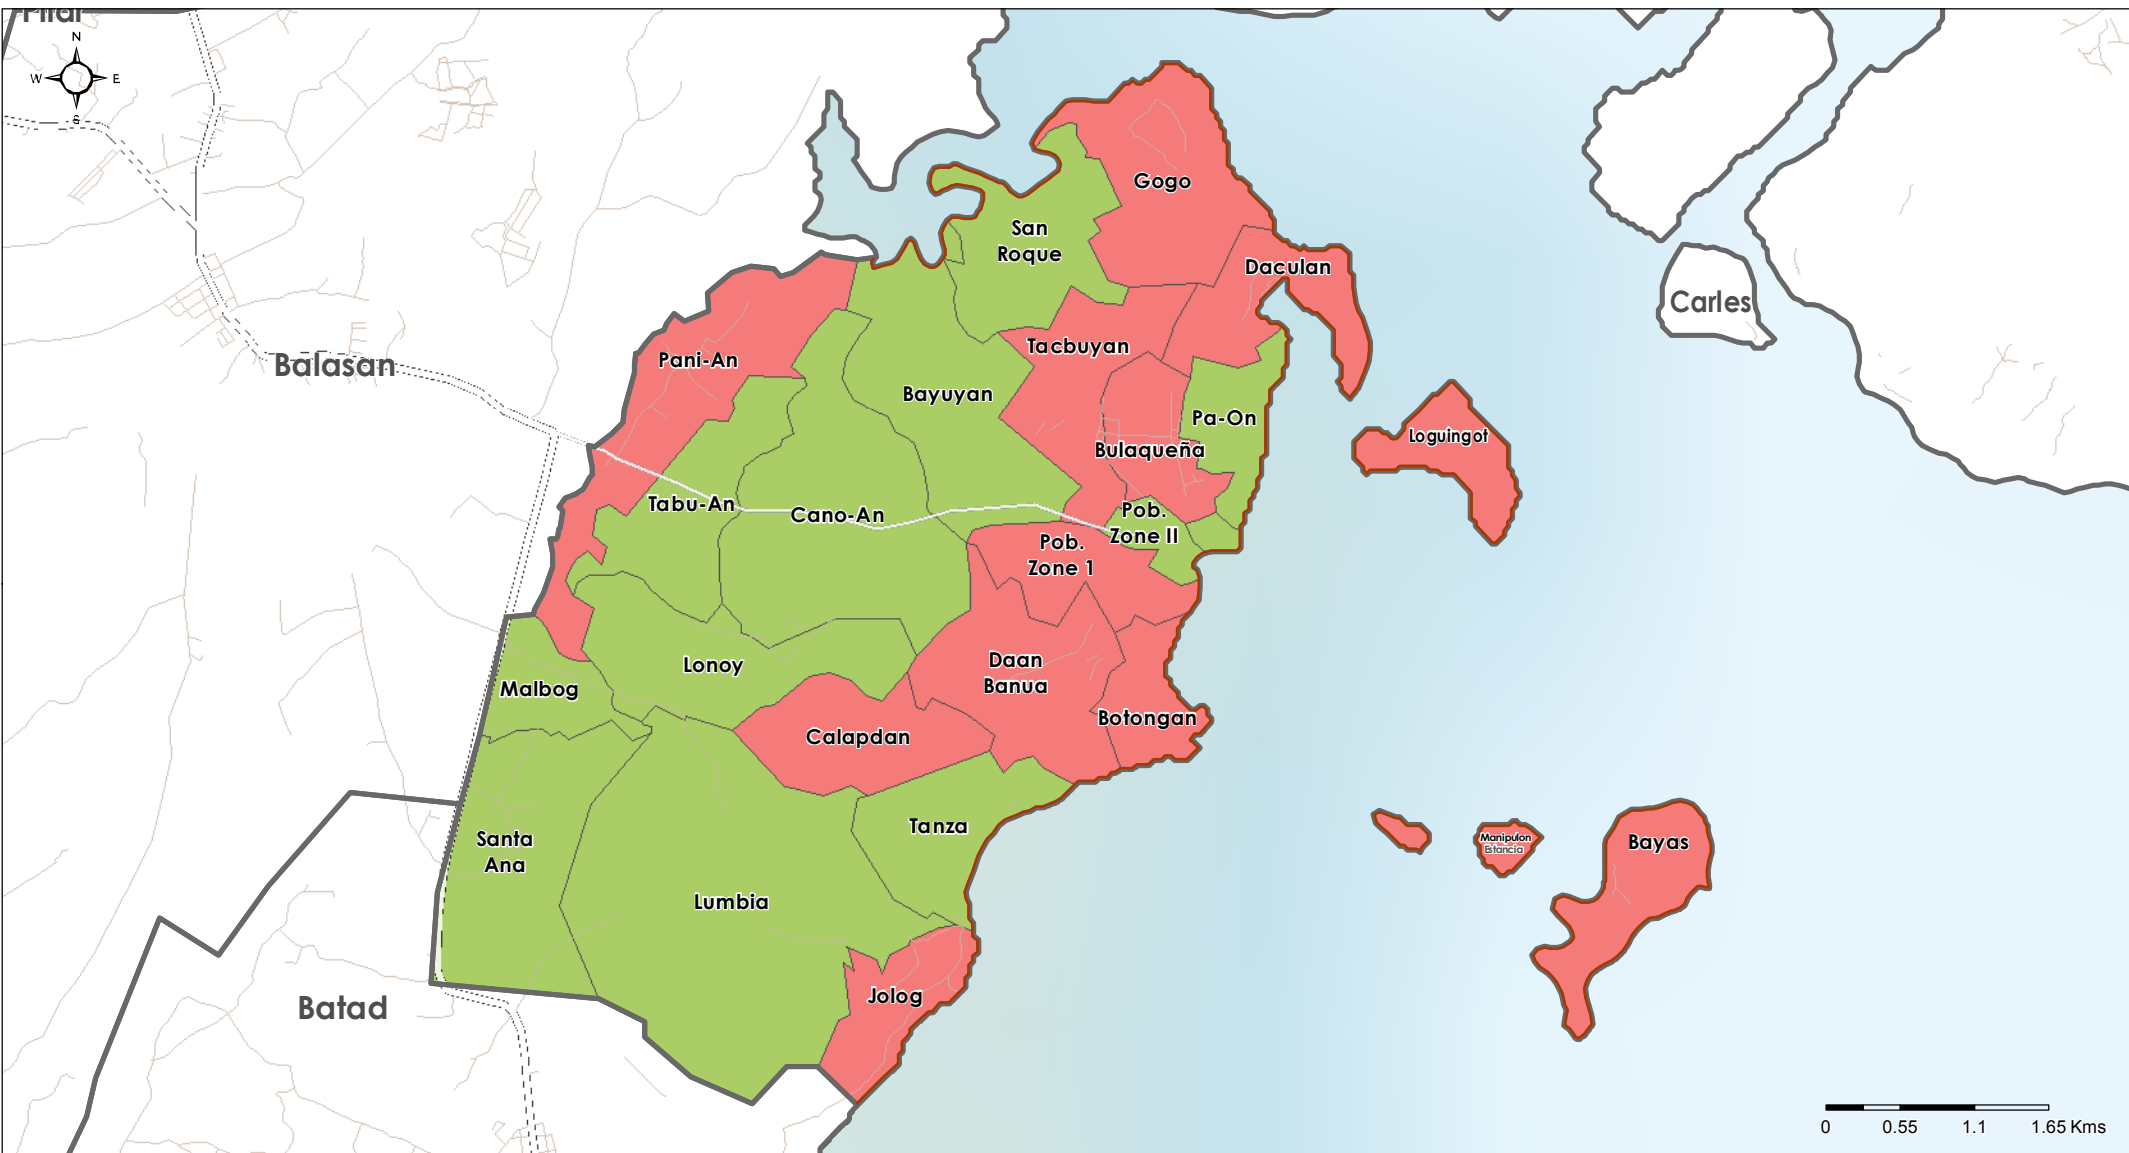 Pilar
N
W
E
S
Gogo
San
Roque
Daculan
Carles
Tacbuyan
Pani-An
Balasan
Bayuyan
Pa-On
Loguingot
Bulaqueña
Tabu-An
Cano-An
Pob.
Zone II
Pob.
Zone 1
Lonoy
Daan
Banua
Malbog
Botongan
Calapdan
Tanza
Santa
Ana
Manipulon
Estancia
Bayas
Lumbia
Jolog
Batad
0 0.55 1.1 1.65 Kms